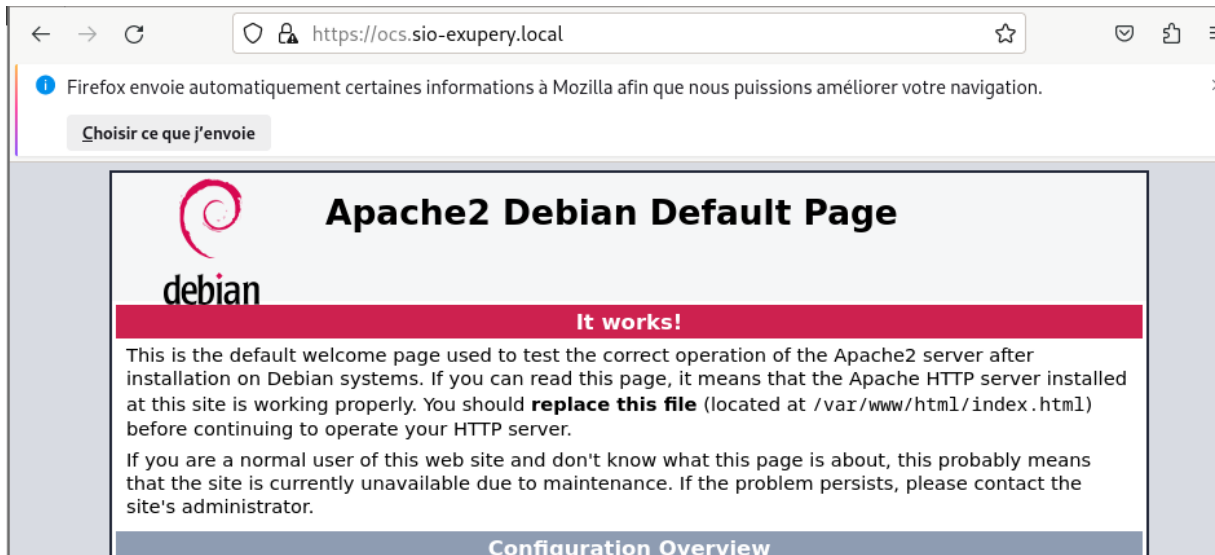 https://ocs.sio-exupery.local
Firefox envoie automatiquement certaines informations à Mozilla afin que nous puissions améliorer votre navigation.
Choisir ce que j'envoie
debian
Apache2 Debian Default Page
It works!
This is the default welcome page used to test the correct operation of the Apache2 server after
installation on Debian systems. If you can read this page, it means that the Apache HTTP server installed
at this site is working properly. You should replace this file (located at /var/www/html/index.html)
before continuing to operate your HTTP server.
If you are a normal user of this web site and don't know what this page is about, this probably means
that the site is currently unavailable due to maintenance. If the problem persists, please contact the
site's administrator.
Configuration Overview